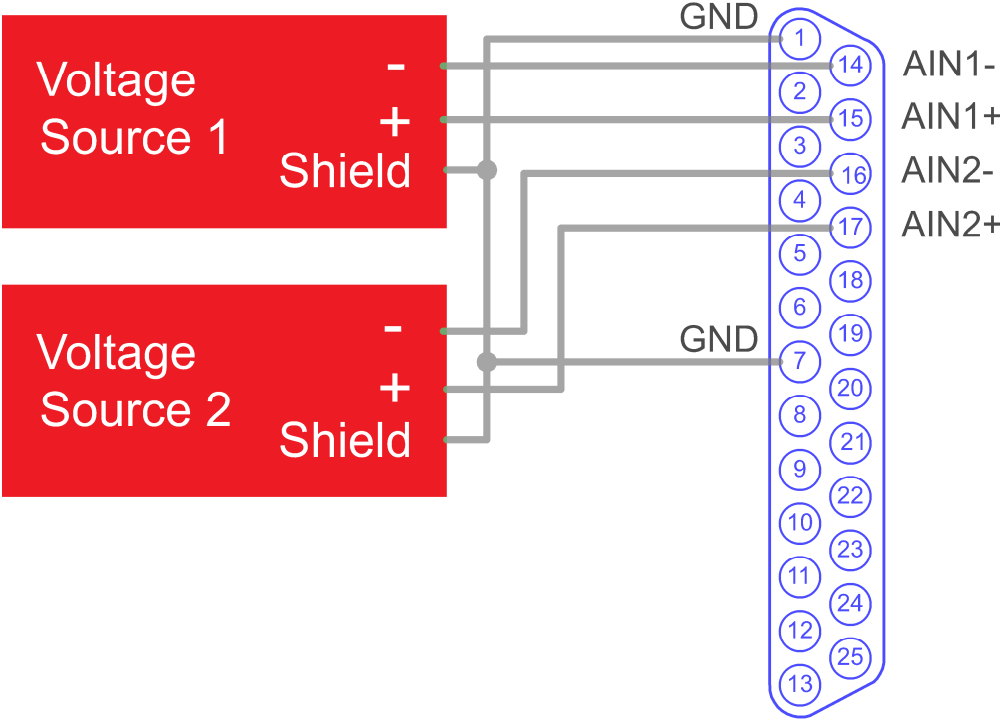 GND
Voltage
Source 1
-
+
Shield
Voltage
Source 2
-
+
Shield
GND
1
2
3
4
5
6
7
8
9
10
11
12
13
14
15
16
17
18
19
20
21
22
23
24
25
AIN1-
AIN1+
AIN2-
AIN2+